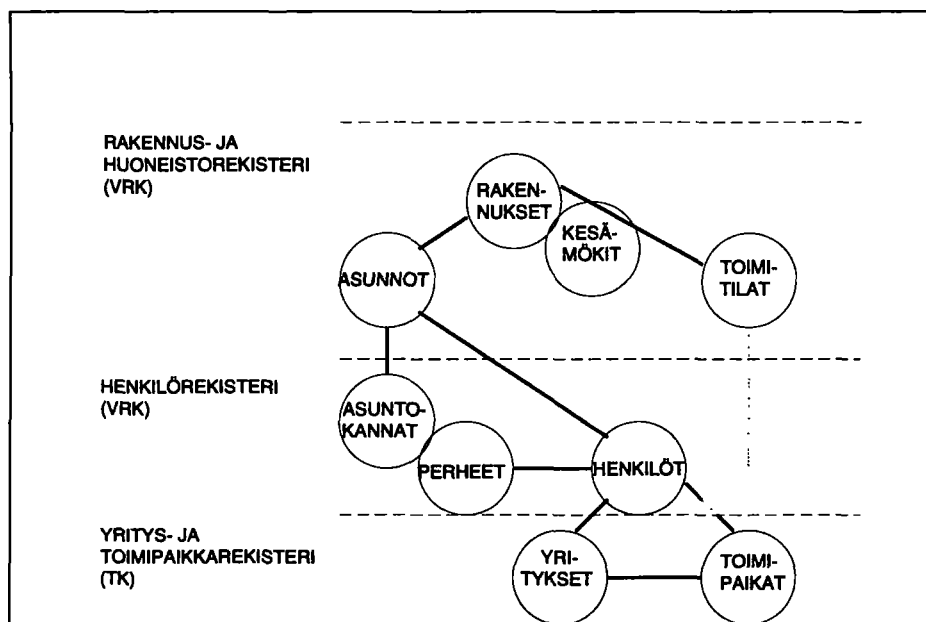 RAKENNUS- JA
HUONEISTOREKISTERI
(VRK)
RAKEN-
NUKSET
KESÄ-
MÖKIT
ASUNNOT
TOIMI-
TILAT
HENKILÖREKISTERI
(VRK)
ASUNTO-
KANNAT
PERHEET
HENKILÖT
YRITYS- JA
TOIMIPAIKKAREKISTERI
(TK)
YRI-
TYKSET
TOIMI-
PAIKAT